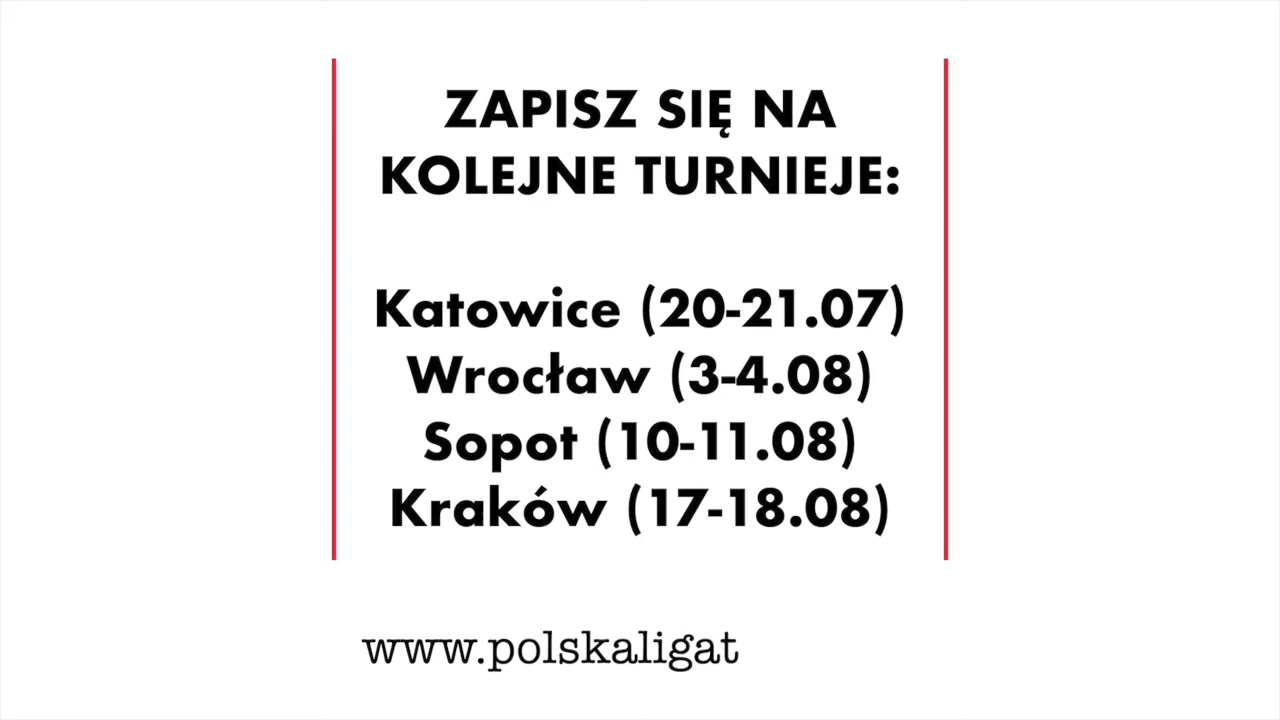 ZAPISZ SIĘ NA
KOLEJNE TURNIEJE:
Katowice (20-21.07)
Wrocław (3-4.08)
Sopot (10-11.08)
Kraków (17-18.08)
www.polskaligat